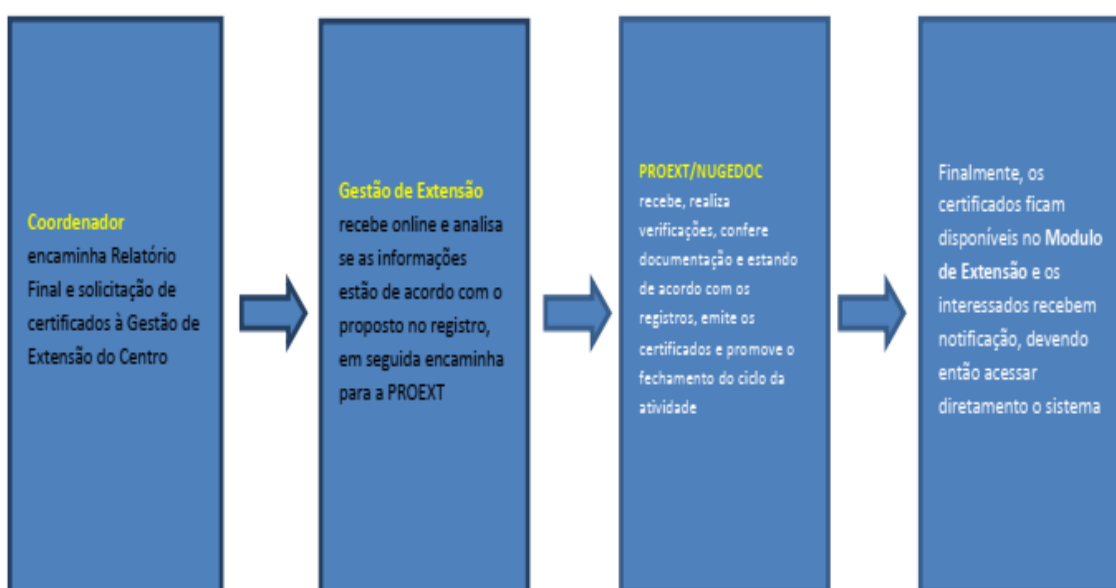 Coordenador
encaminha Relatório
Final e solicitação de
certificados à Gestão de
Extensão do Centro
Gestão de Extensão
recebe online e analisa
se as informações
estão de acordo com o
proposto no registro,
em seguida encaminha
para a PROEXT
PROEXT/NUGEDOC
recebe, realiza
verificações, confere
documentação e estando
de acordo com os
registros, emite os
certificados e promove o
fechamento do ciclo da
atividade
Finalmente, os
certificados ficam
disponíveis no Modulo
de Extensão e os
interessados recebem
notificação, devendo
então acessar
diretamento o sistema